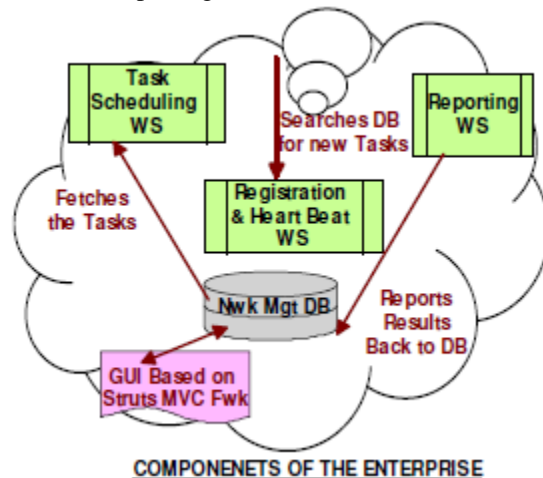 Task
Scheduling
WS
Searches DB
for new Tasks
Reporting
WS
Fetches
the Tasks
Registration
& Heart Beat
WS
Nwk Mgt DB
Reports
Results
Back to DB
GUI Based on
Struts MVC Fwk
COMPONENETS OF THE ENTERPRISE